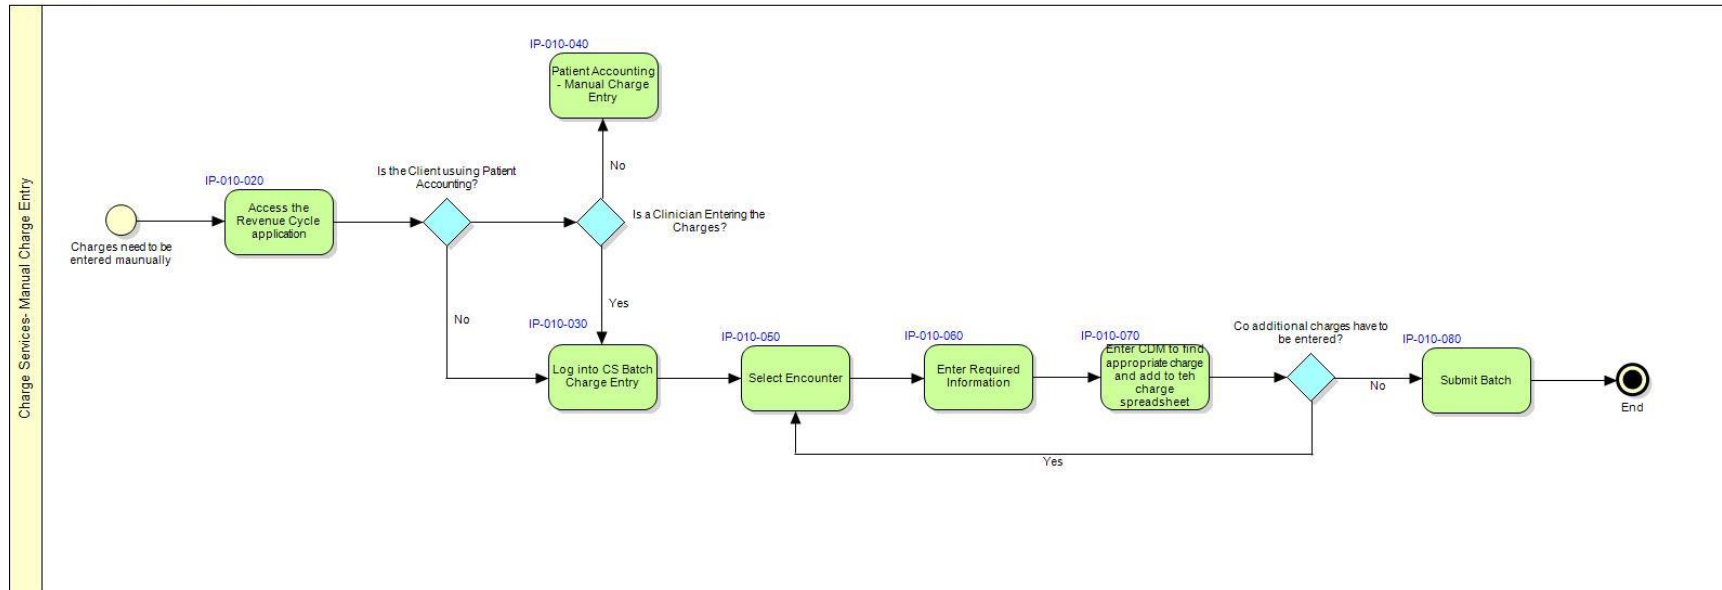 Charge Services- Manual Charge Entry
IP-010-040
Patient Accounting
- Manual Charge
Entry
No
IP-010-020
Access the
Revenue Cycle
application
Charges need to be
entered maunually
Is the Client usuing Patient
Accounting?
Is a Clinician Entering the
Charges?
No
Yes
IP-010-030
Log into CS Batch
Charge Entry
IP-010-050
Select Encounter
IP-010-060
Enter Required
Information
IP-010-070
Enter CDM to find
appropriate charge
and add to teh
charge
spreadsheet
Co additional charges have to
be entered?
No
Yes
IP-010-080
Submit Batch
End